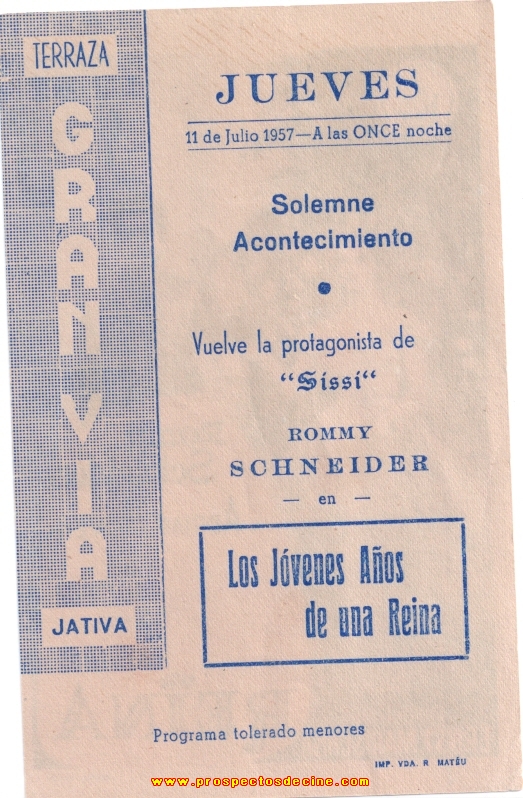 TERRAZA
GRAN VIA
JATIVA
JUEVES
11 de Julio 1957—A las ONCE noche
Solemne
Acontecimiento
•
Vuelve la protagonista de
“Sissi“
ROMMY
SCHNEIDER
— en —
Los Jóvenes Años
de una Reina
Programa tolerado menores
IMP. VDA. R MATÉU
www.prospectosdecine.com